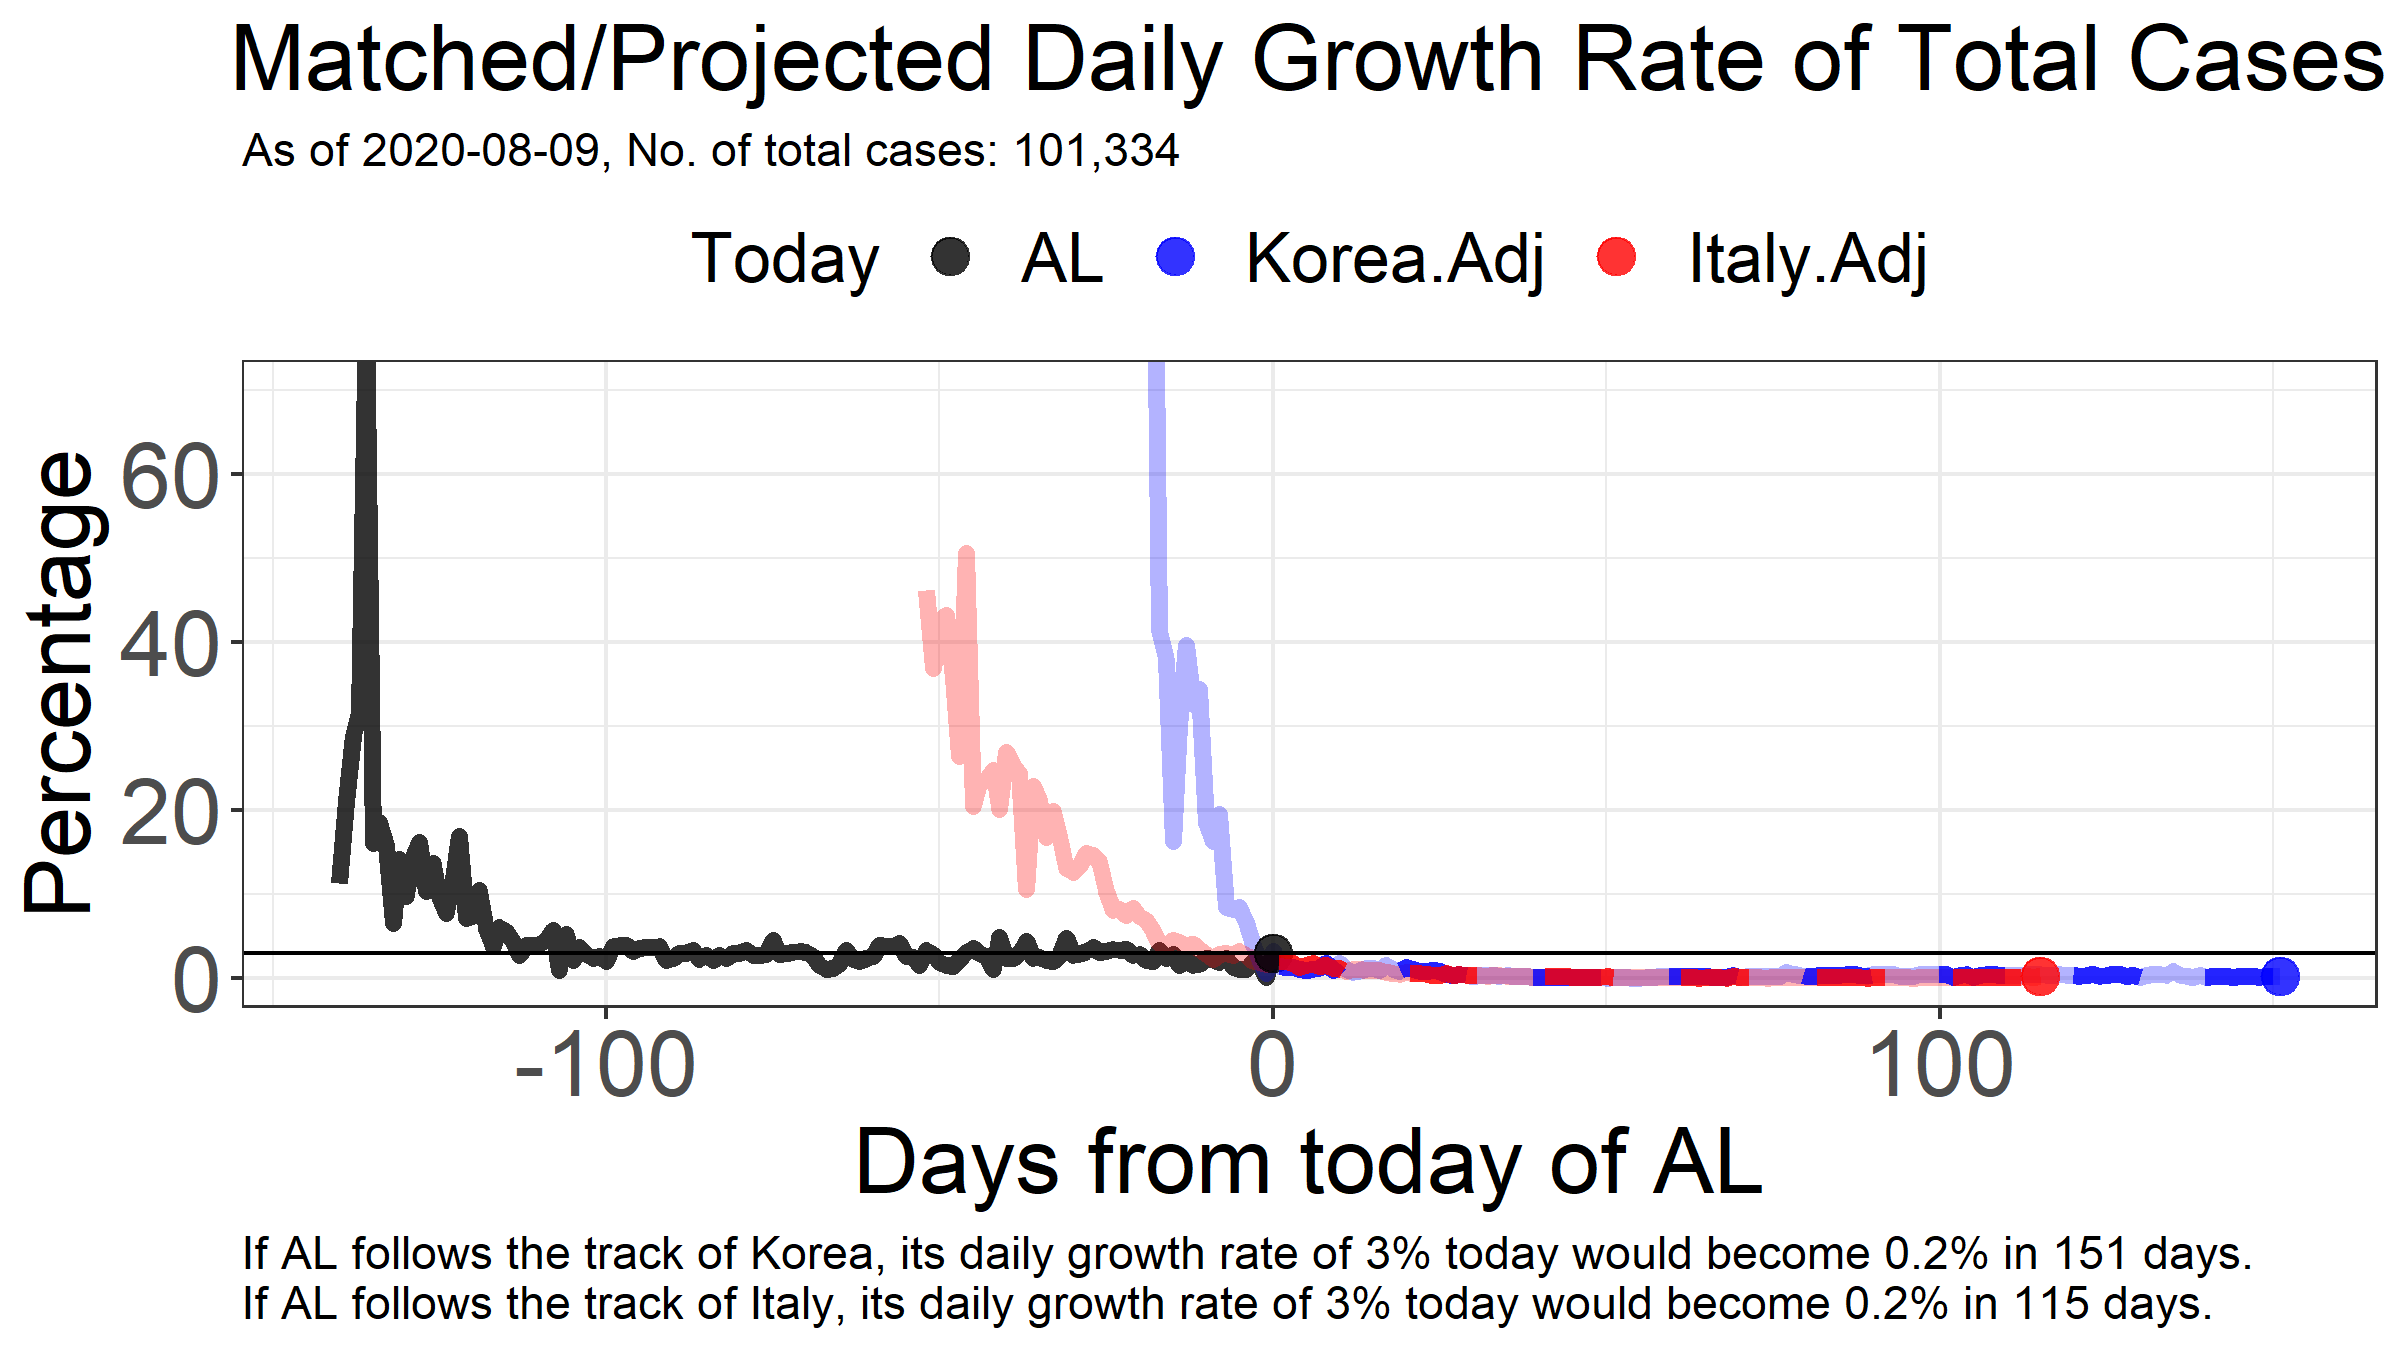 Matched/Projected Daily Growth Rate of Total Cases
As of 2020-08-09, No. of total cases: 101,334
Today AL Korea.Adj Italy.Adj
Percentage
60
40
20
0
-100 0 100
Days from today of AL
If AL follows the track of Korea, its daily growth rate of 3% today would become 0.2% in 151 days.
If AL follows the track of Italy, its daily growth rate of 3% today would become 0.2% in 115 days.